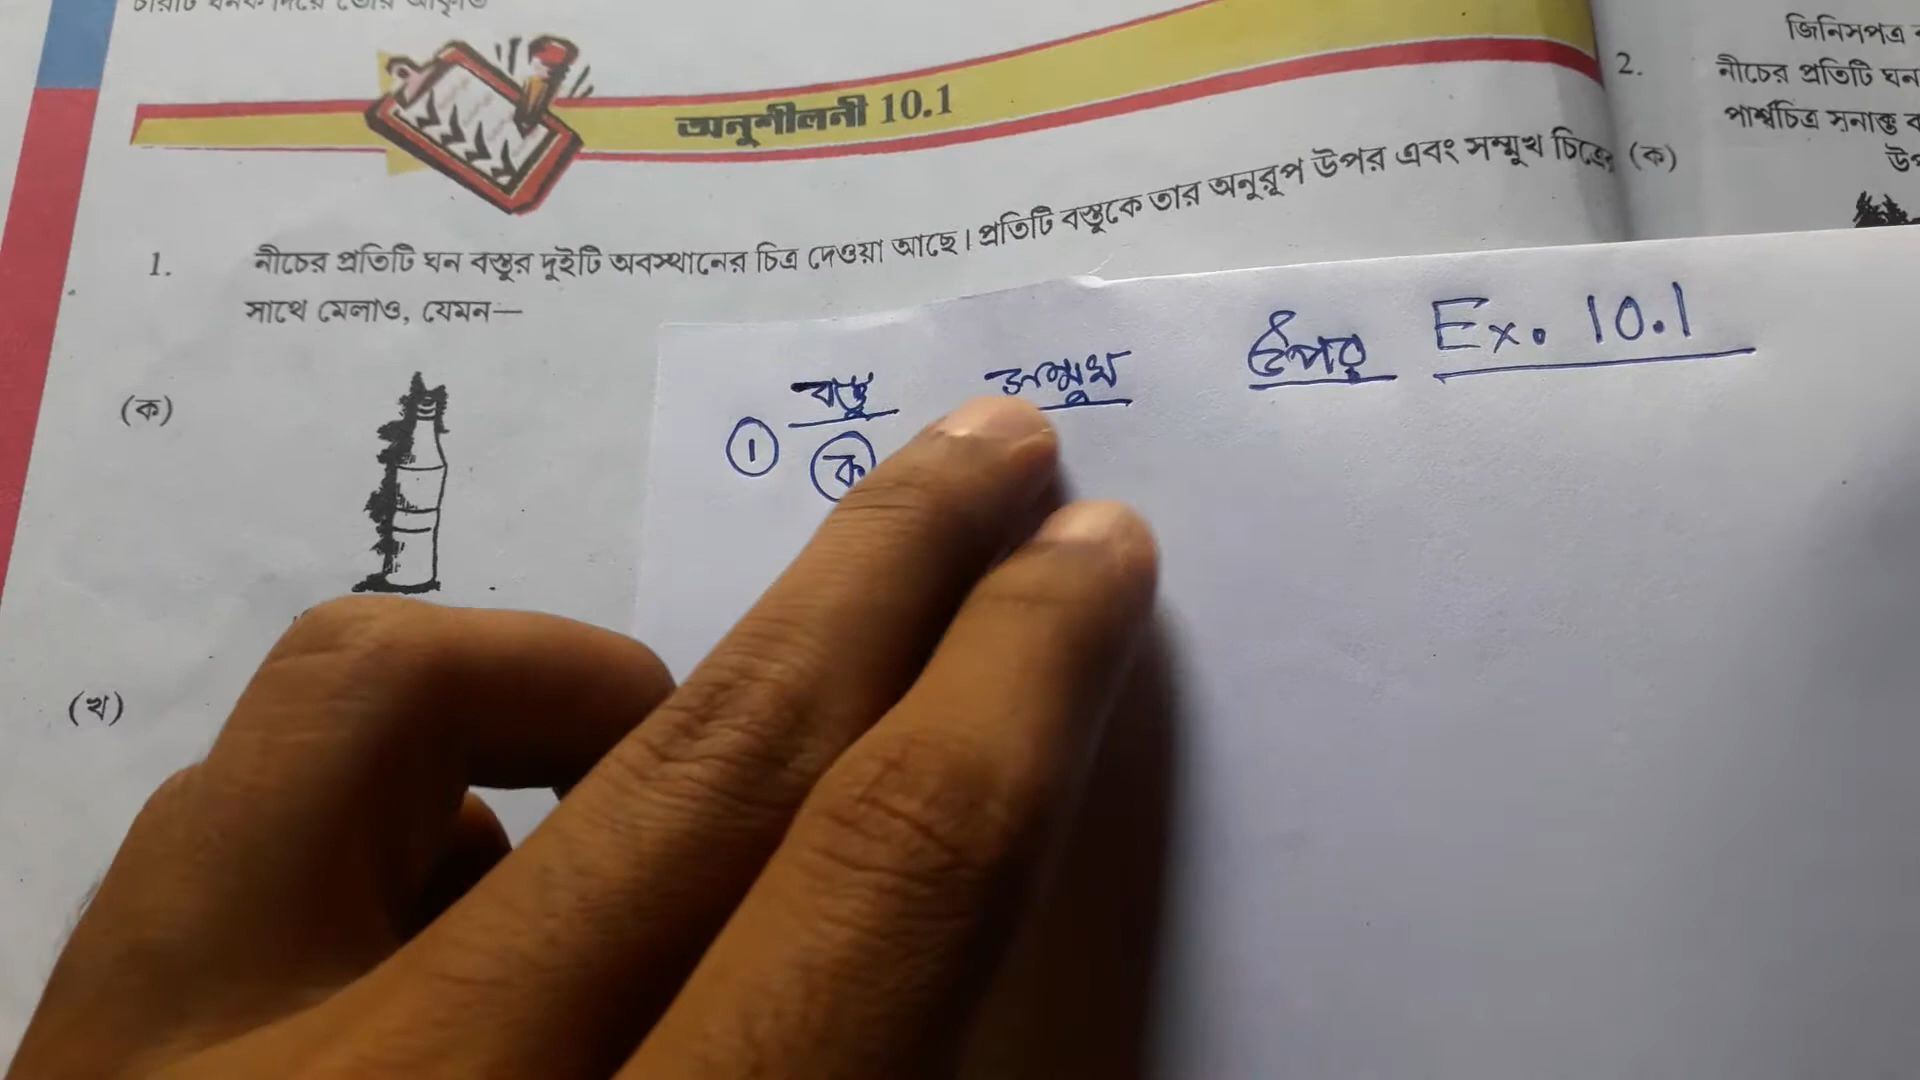 অনুশীলনী 10.1
1. নীচের প্রতিটি ঘন বস্তুর দুইটি অবস্থানের চিত্র দেওয়া আছে। প্রতিটি বস্তুকে তার অনুরূপ উপর এবং সম্মুখ চিত্রের
সাথে মেলাও, যেমন—
(ক)
(খ)
Ex. 10.1
বস্তু সম্মুখ উপর
① ক
জিনিসপত্র
2. নীচের প্রতিটি ঘন
পার্শ্বচিত্র সনাক্ত
(ক)